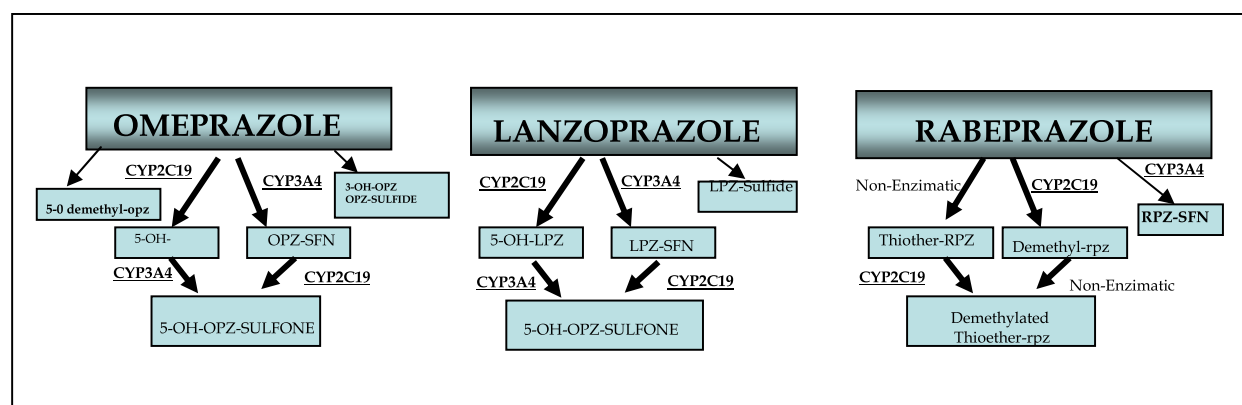 OMEPRAZOLE
CYP2C19
CYP3A4
5-0 demethyl-opz
3-OH-OPZ
OPZ-SULFIDE
5-OH-
OPZ-SFN
CYP3A4
CYP2C19
5-OH-OPZ-SULFONE
LANZOPRAZOLE
CYP2C19
CYP3A4
LPZ-Sulfide
5-OH-LPZ
LPZ-SFN
CYP3A4
CYP2C19
5-OH-OPZ-SULFONE
RABEPRAZOLE
Non-Enzimatic
CYP2C19
CYP3A4
RPZ-SFN
Thiother-RPZ
Demethyl-rpz
CYP2C19
Non-Enzimatic
Demethylated
Thioether-rpz